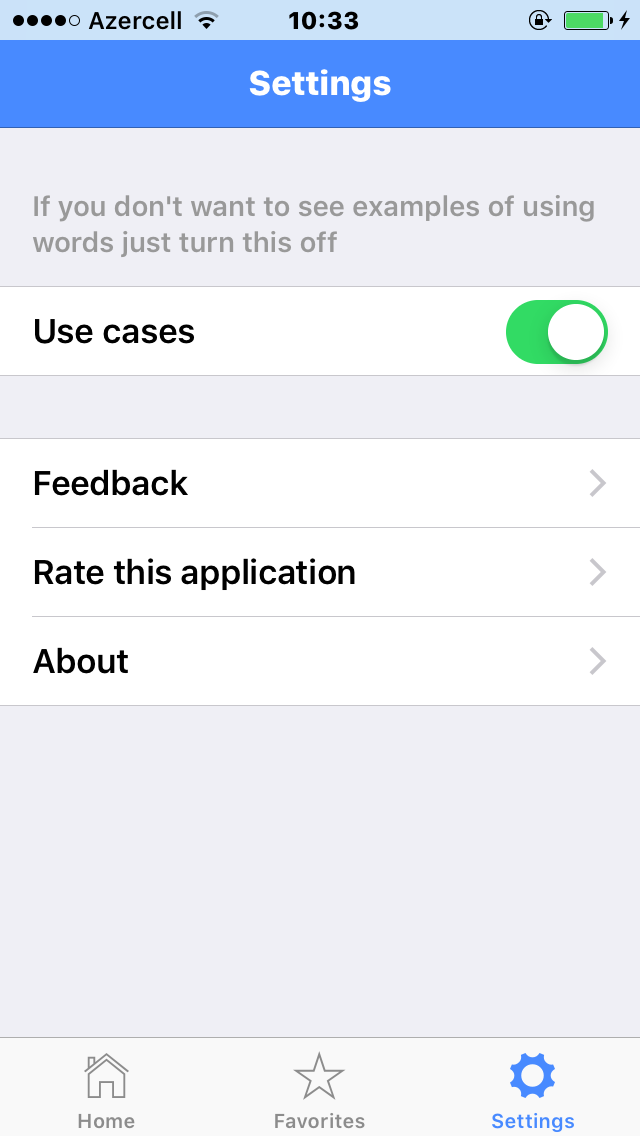 Azercell 10:33
Settings
If you don't want to see examples of using
words just turn this off
Use cases
Feedback
Rate this application
About
Home Favorites Settings